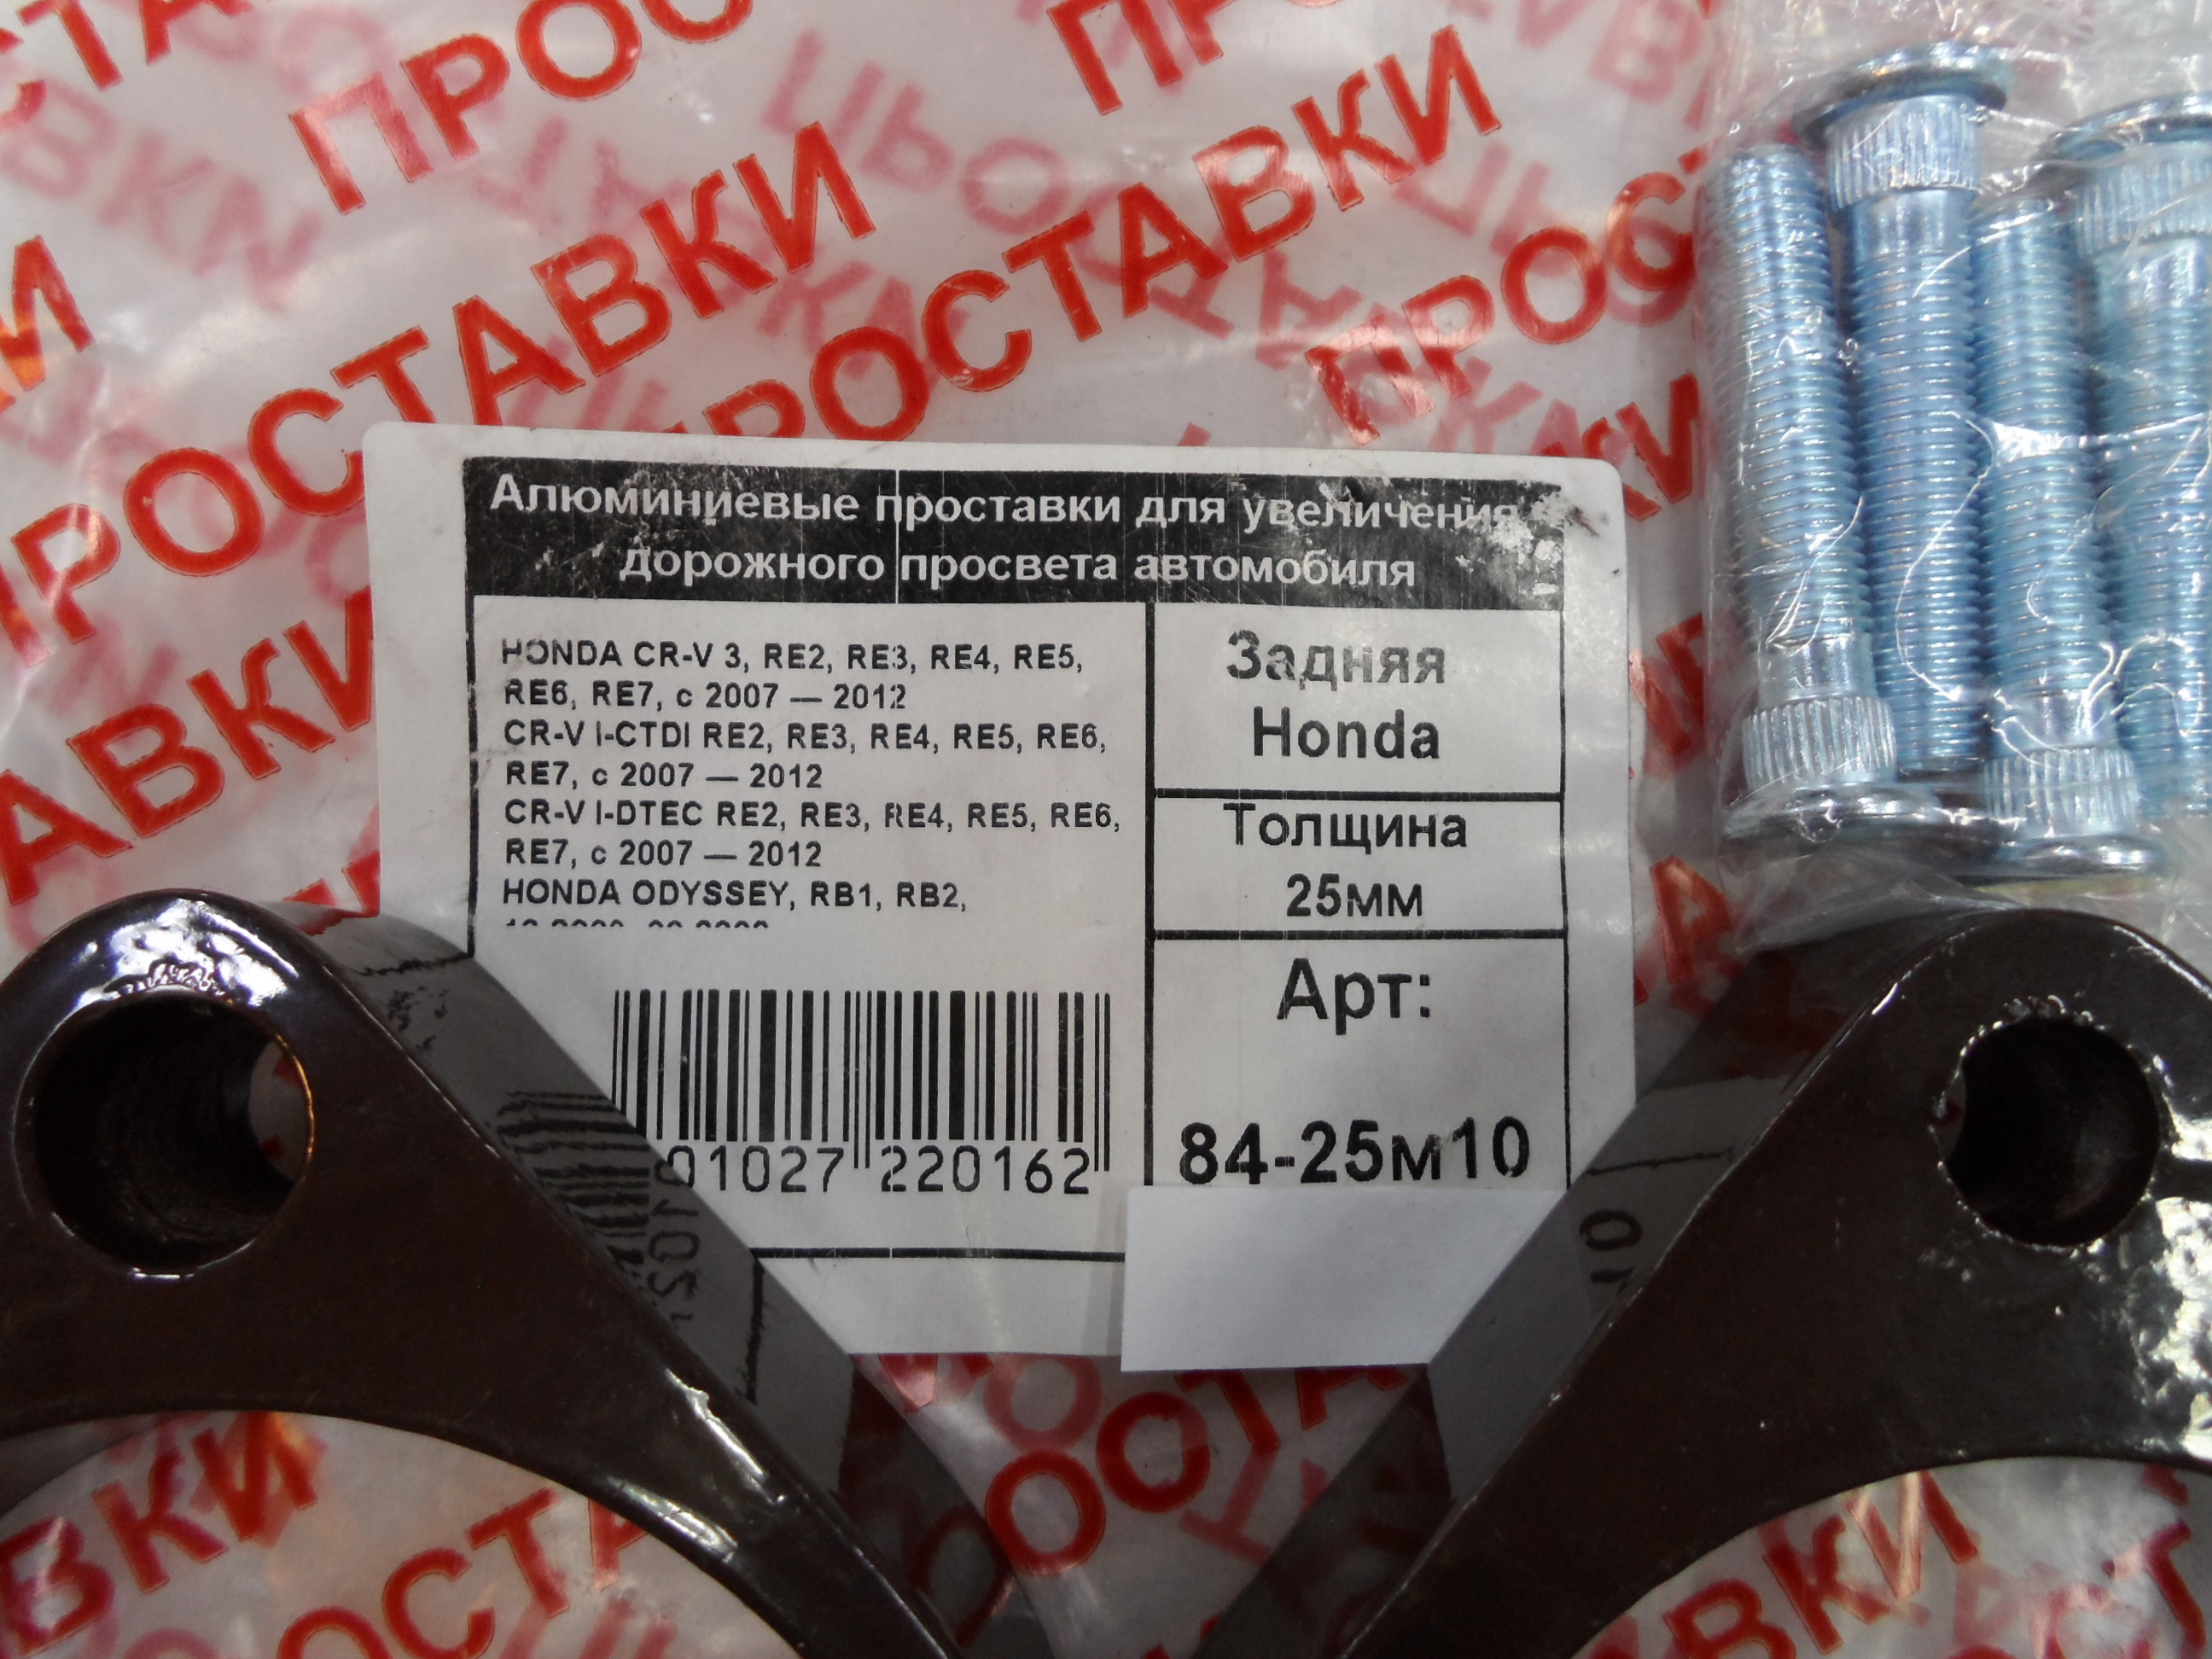 ПРОСТАВКИ
ПРОСТАВКИ
ПРОСТАВКИ
Алюминиевые проставки для увеличения
дорожного просвета автомобиля
HONDA CR-V 3, RE2, RE3, RE4, RE5,
RE6, RE7, с 2007 — 2012
CR-V I-CTDI RE2, RE3, RE4, RE5, RE6,
RE7, с 2007 — 2012
CR-V I-DTEC RE2, RE3, RE4, RE5, RE6,
RE7, с 2007 — 2012
HONDA ODYSSEY, RB1, RB2,
01027 220162
Задняя
Honda
Толщина
25мм
Арт:
84-25м10